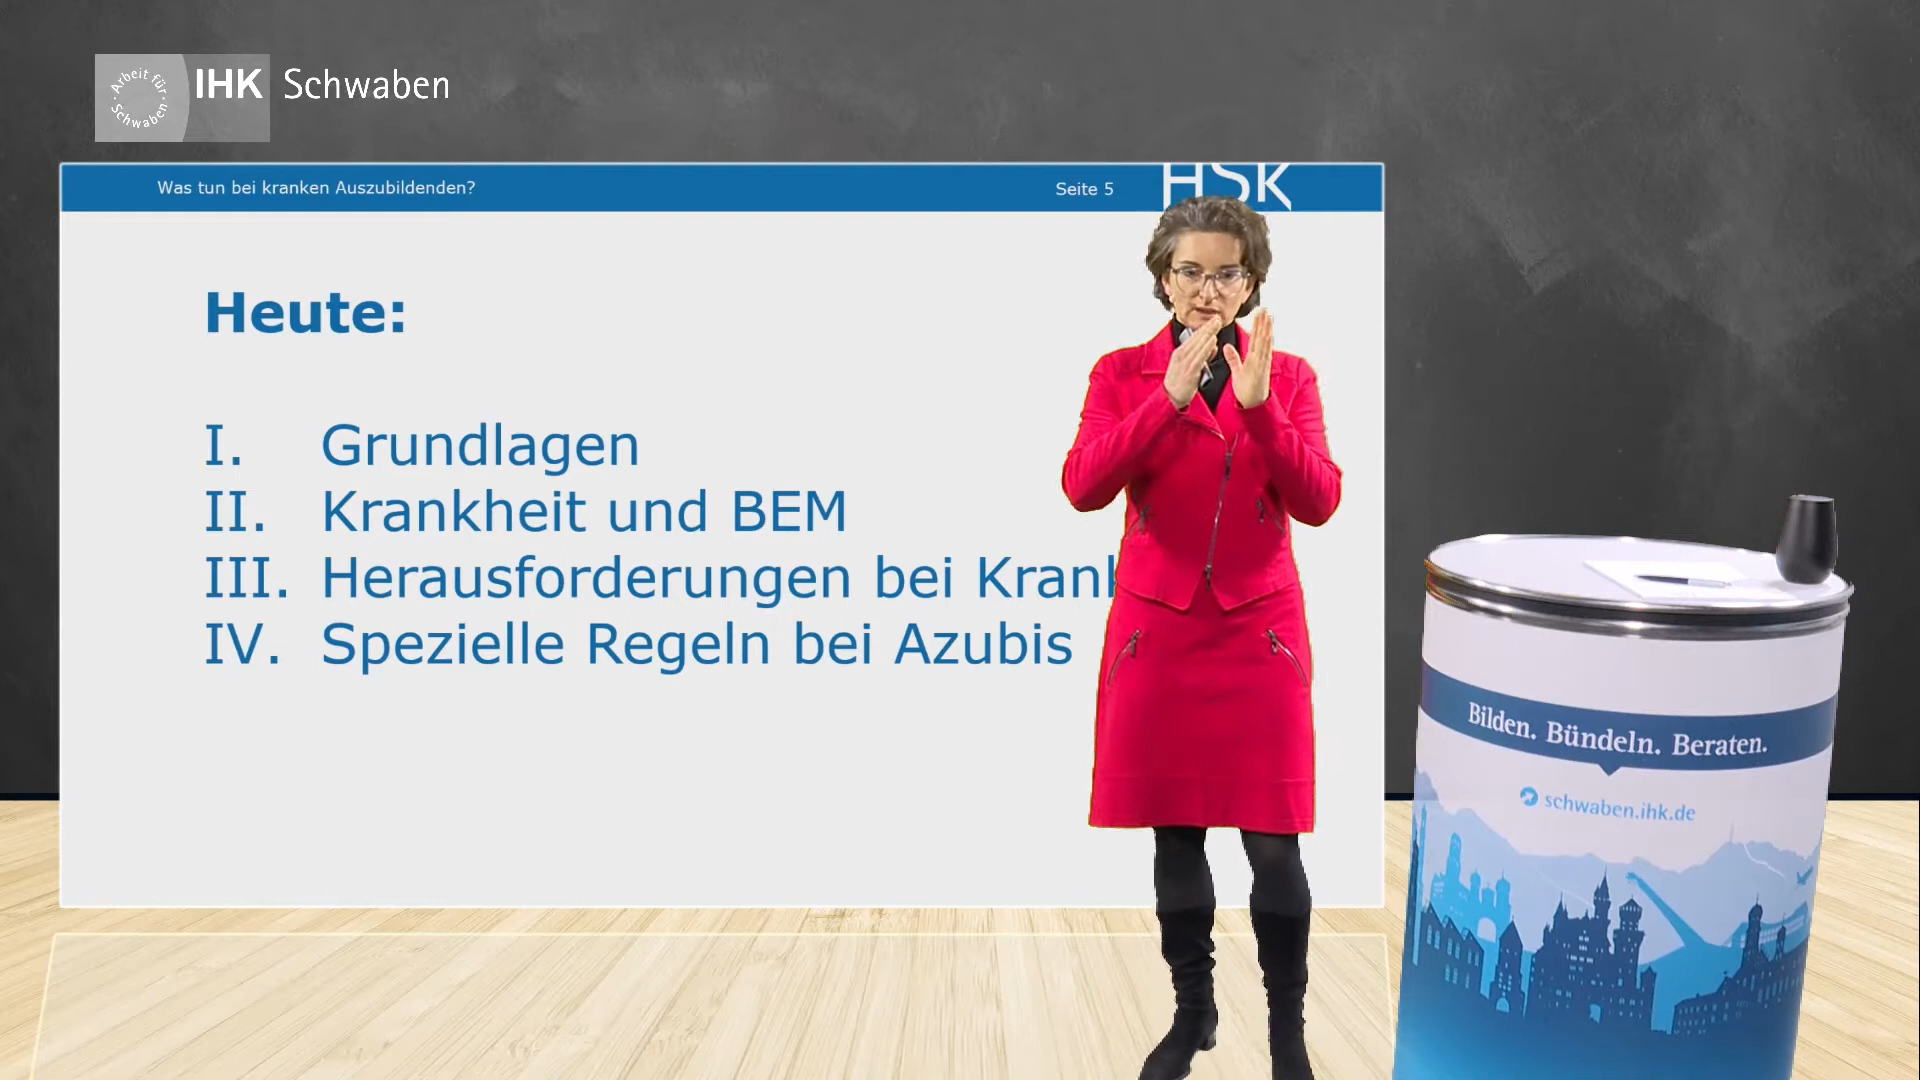 Arbeit für Schwaben
IHK Schwaben
Was tun bei kranken Auszubildenden?
Seite 5
HSK
Heute:
I. Grundlagen
II. Krankheit und BEM
III. Herausforderungen bei
IV. Spezielle Regeln bei Azubis
Bilden. Bündeln. Beraten.
schwaben.ihk.de